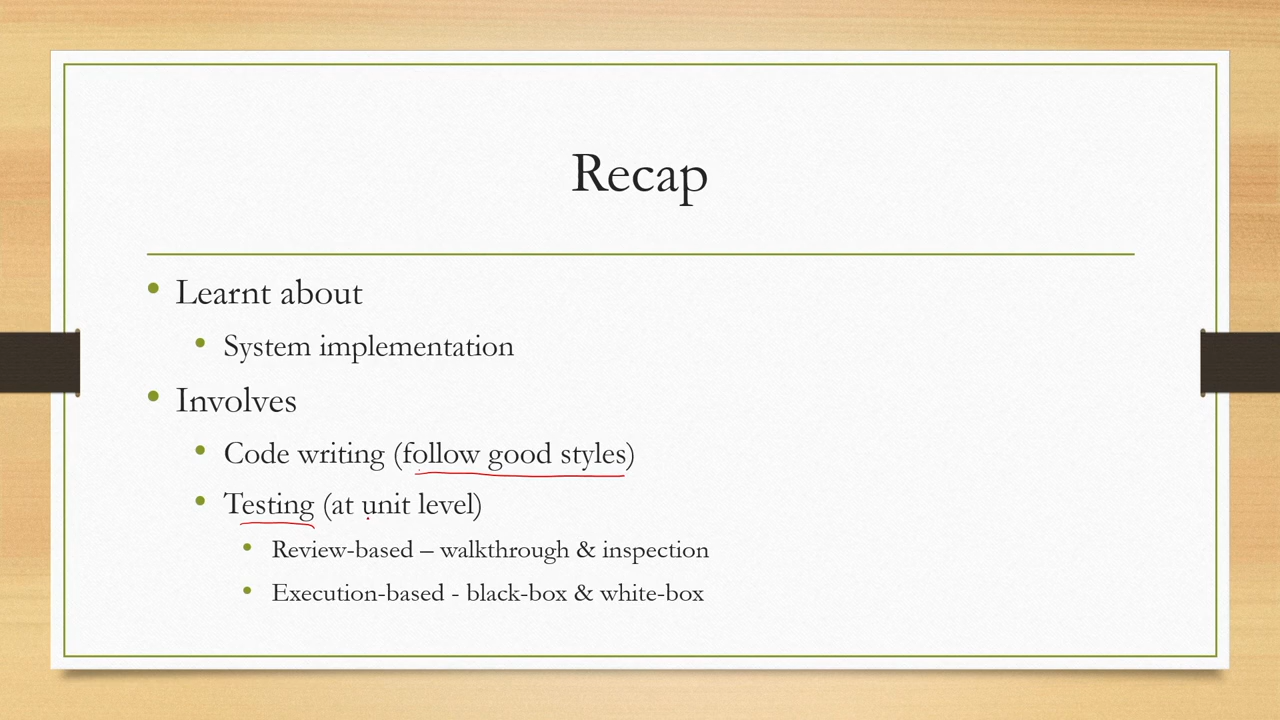 Recap
• Learnt about
• System implementation
• Involves
• Code writing (follow good styles)
• Testing (at unit level)
• Review-based – walkthrough & inspection
• Execution-based - black-box & white-box